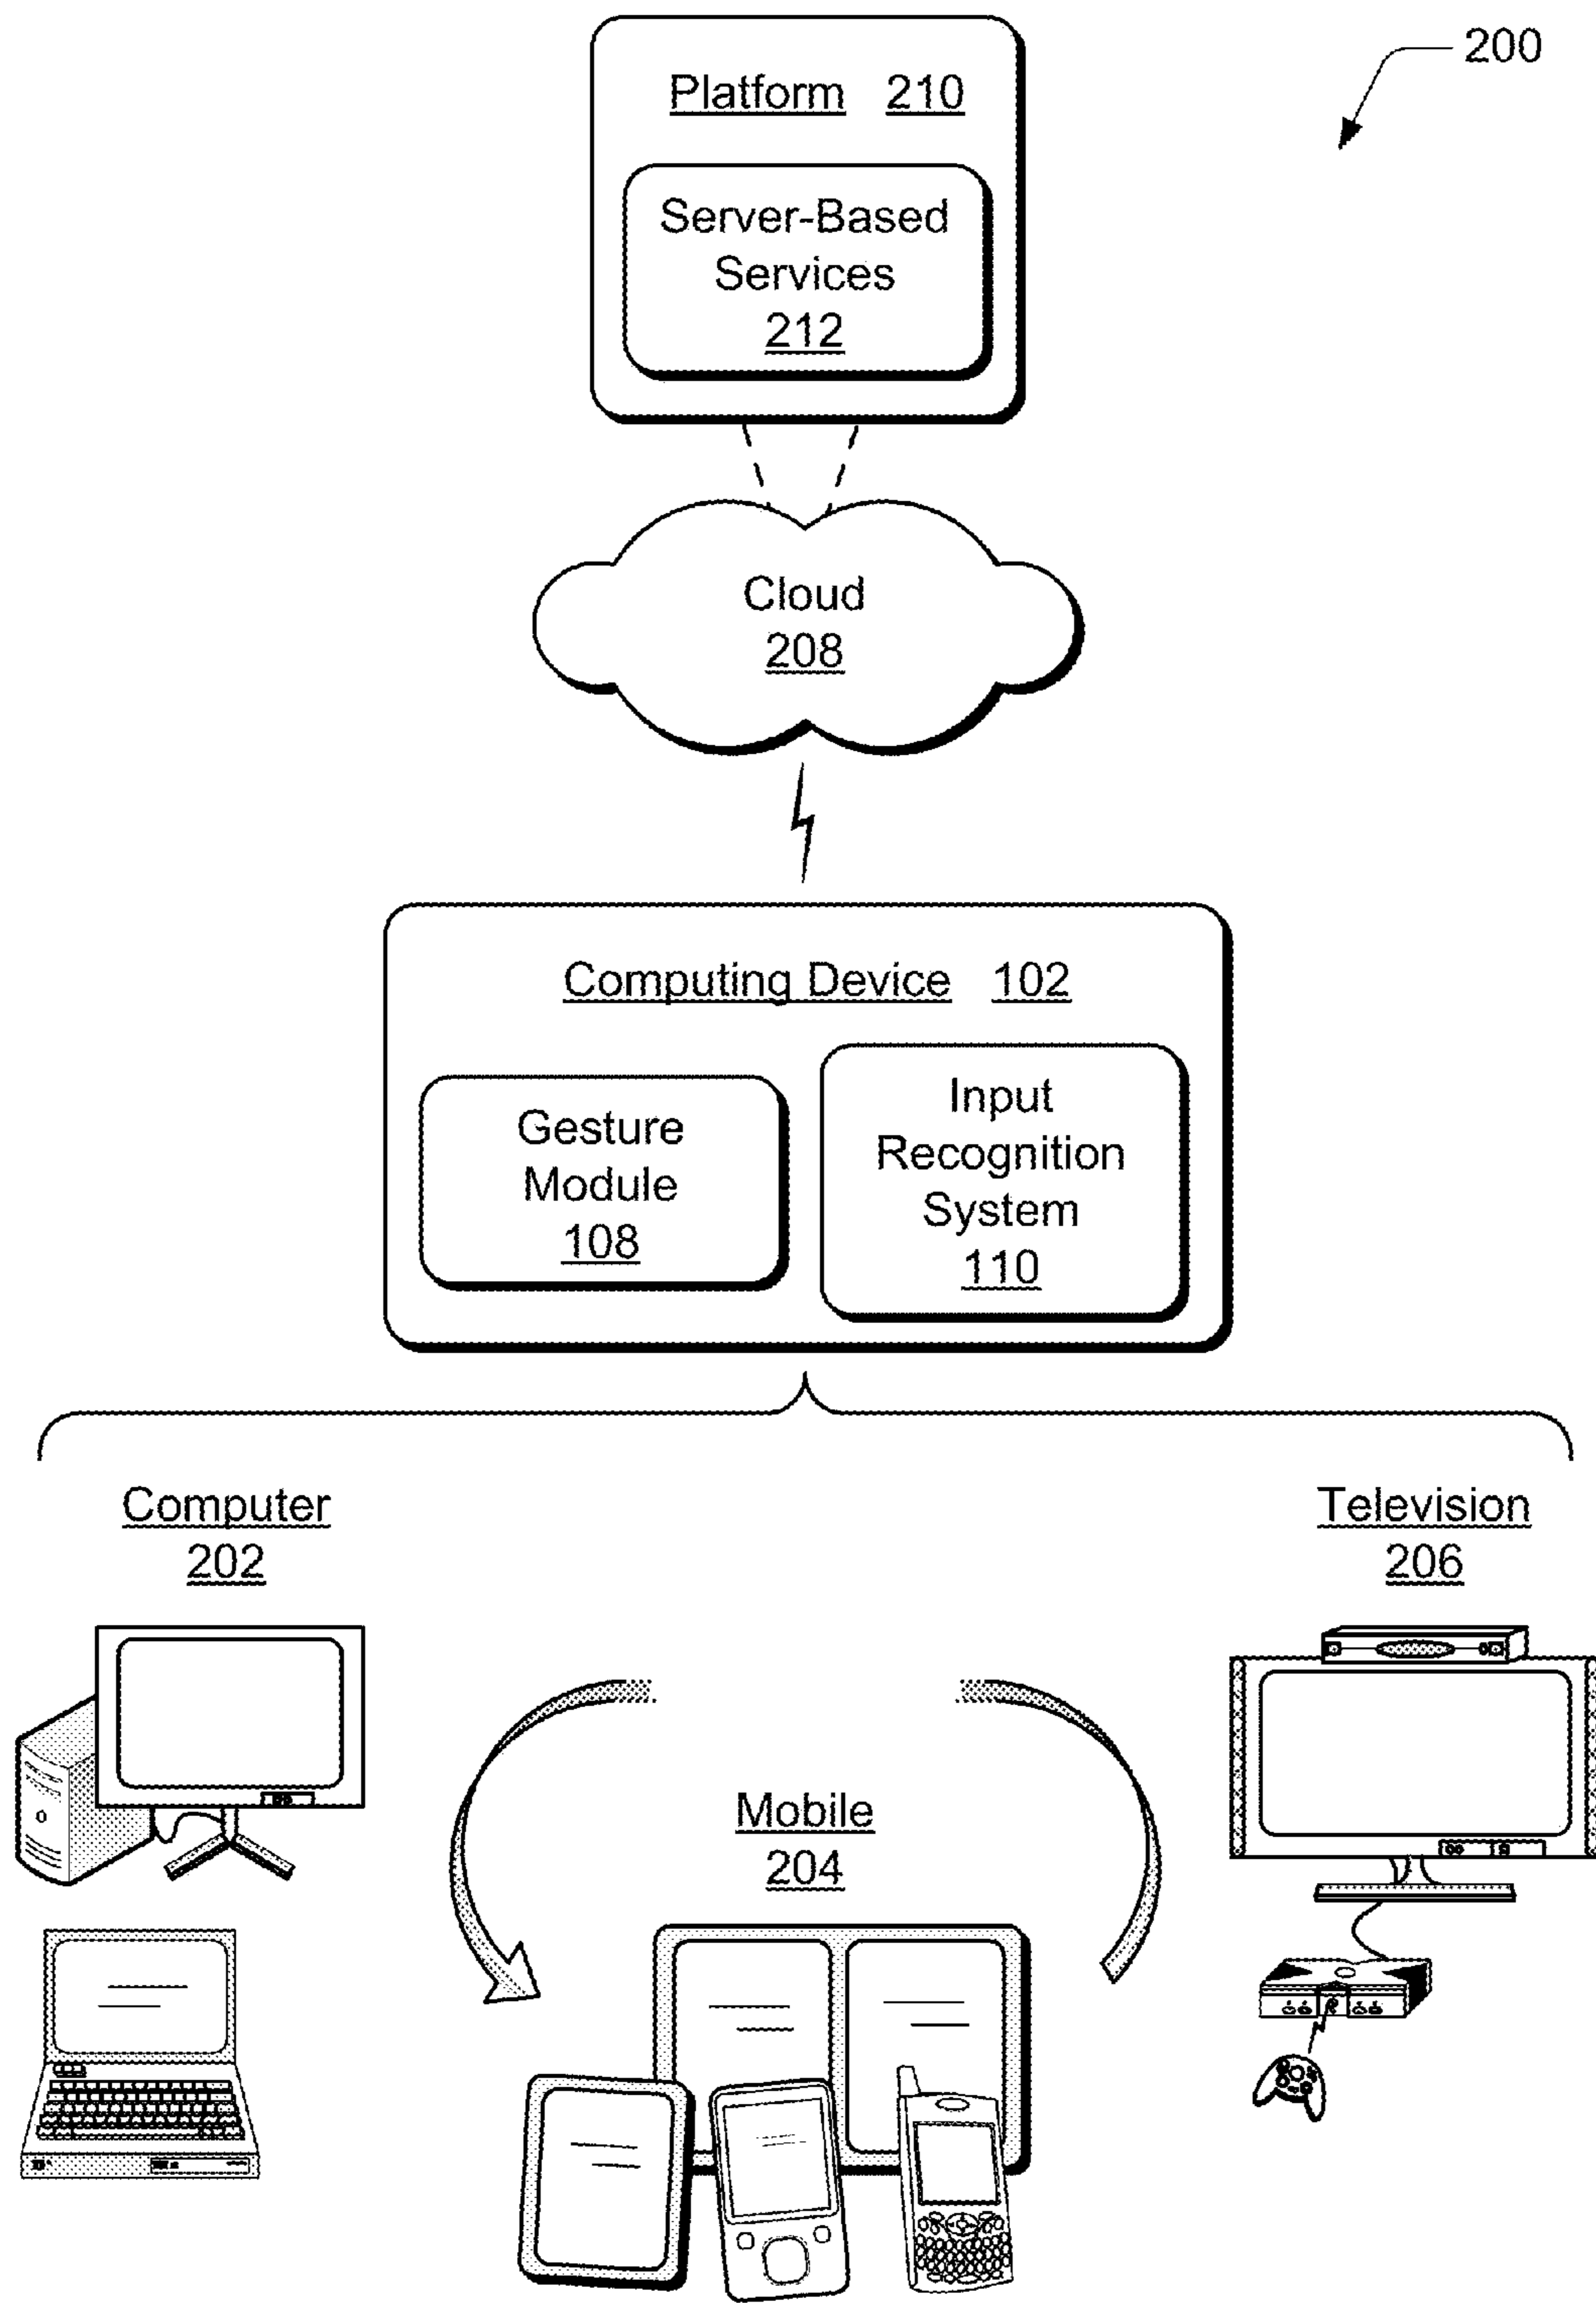 200
Platform 210
Server-Based
Services
212
Cloud
208
Computing Device 102
Gesture
Module
108
Input
Recognition
System
110
Computer
202
Television
206
Mobile
204